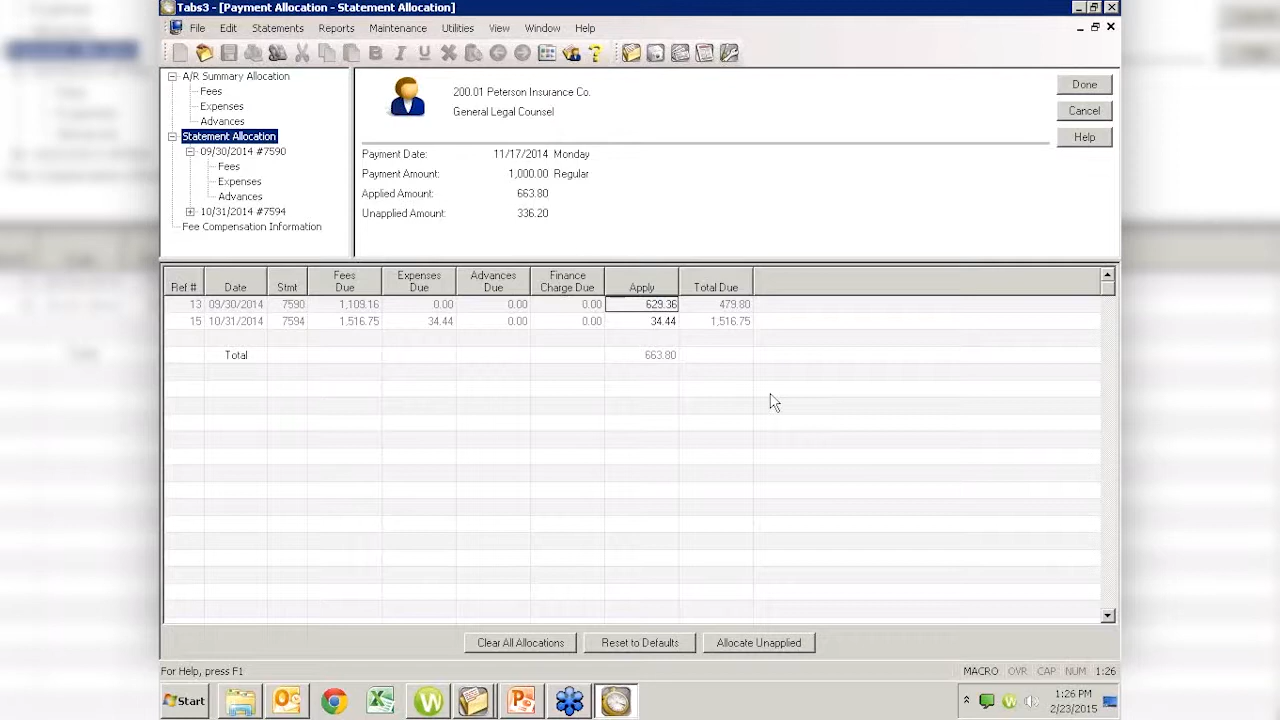 Tabs3 - [Payment Allocation - Statement Allocation]
File Edit Statements Reports Maintenance Utilities View Window Help
A/R Summary Allocation
Fees
Expenses
Advances
Statement Allocation
09/30/2014 #7590
Fees
Expenses
Advances
10/31/2014 #7594
Fee Compensation Information
200.01 Peterson Insurance Co.
General Legal Counsel
Done
Cancel
Help
Payment Date: 11/17/2014 Monday
Payment Amount: 1,000.00 Regular
Applied Amount: 663.80
Unapplied Amount: 336.20
Ref # Date Stmt Fees Due Expenses Due Advances Due Finance Charge Due Apply Total Due
13 09/30/2014 7590 1,109.16 0.00 0.00 0.00 629.36 479.80
15 10/31/2014 7594 1,516.75 34.44 0.00 0.00 34.44 1,516.75
Total 663.80
Clear All Allocations Reset to Defaults Allocate Unapplied
For Help, press F1 MACRO OVR CAP NUM 1:26
Start 1:26 PM
2/23/2015